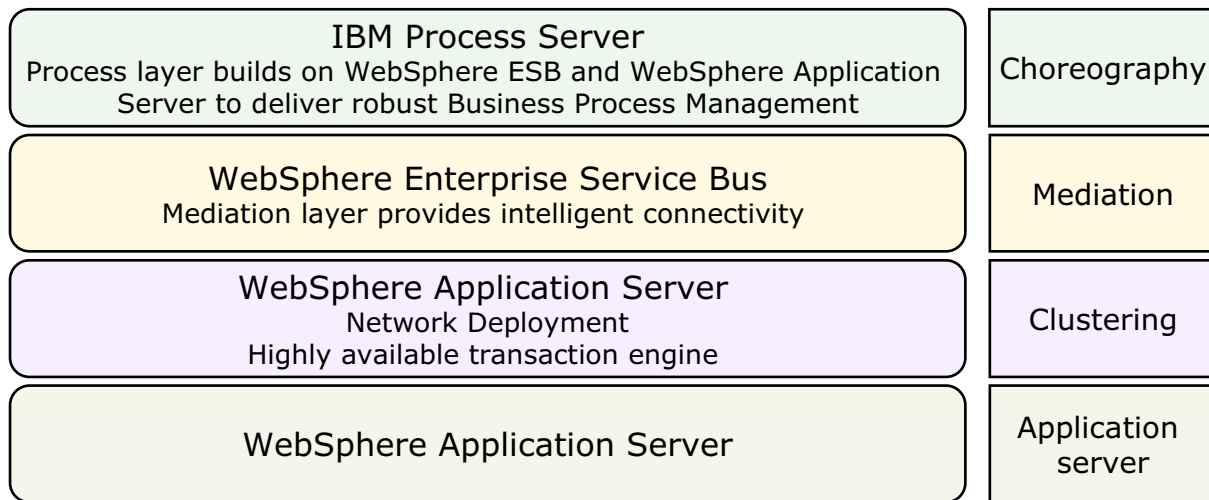 IBM Process Server
Process layer builds on WebSphere ESB and WebSphere Application
Server to deliver robust Business Process Management
Choreography
WebSphere Enterprise Service Bus
Mediation layer provides intelligent connectivity
Mediation
WebSphere Application Server
Network Deployment
Highly available transaction engine
Clustering
WebSphere Application Server
Application
server